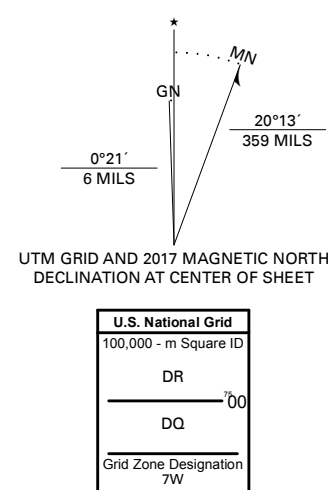 ★
MN
GN
20°13´
359 MILS
0°21´
6 MILS
UTM GRID AND 2017 MAGNETIC NORTH
DECLINATION AT CENTER OF SHEET
U.S. National Grid
100,000 - m Square ID
DR
7500
DQ
Grid Zone Designation
7W